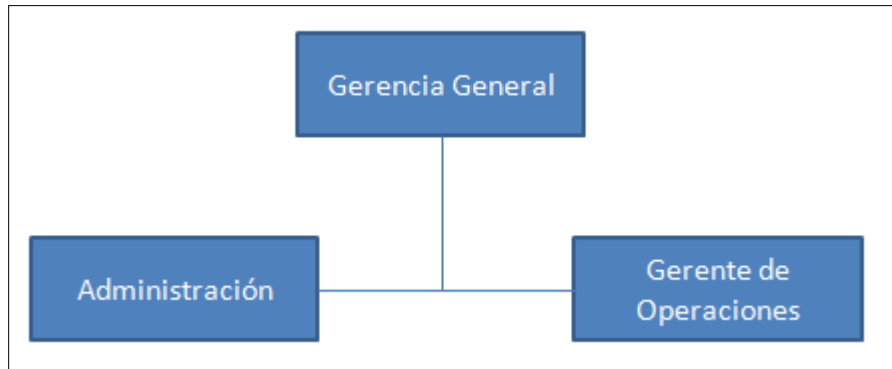 Gerencia General
Administración
Gerente de
Operaciones